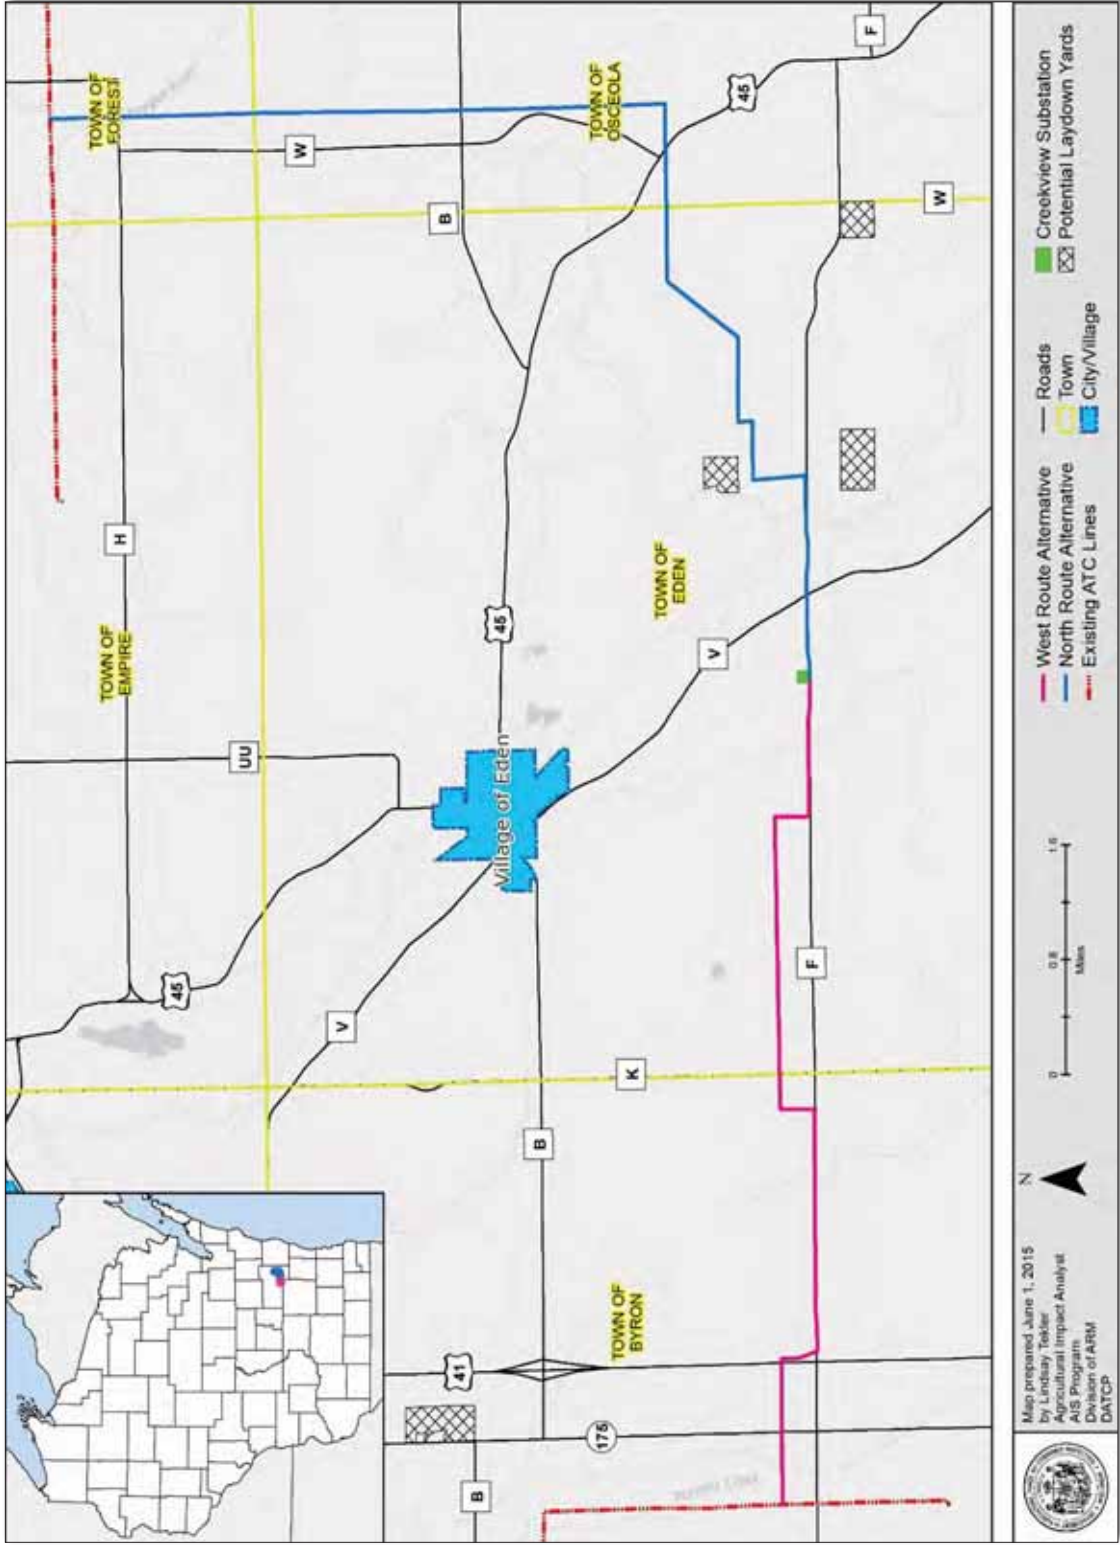 TOWN OF
FOREST
TOWN OF
EMPIRE
H
W
UU
45
V
B
F
TOWN OF
OSCEOLA
45
B
45
Village of Eden
TOWN OF
EDEN
V
W
K
B
F
TOWN OF
BYRON
41
175
B
Map prepared June 1, 2015
by Lindsay Tekler
Agricultural Impact Analyst
AIS Program
Division of ARM
DATCP
N
0 0.8 1.6
Miles
West Route Alternative
North Route Alternative
Existing ATC Lines
Roads
Town
City/Village
Creekview Substation
Potential Laydown Yards